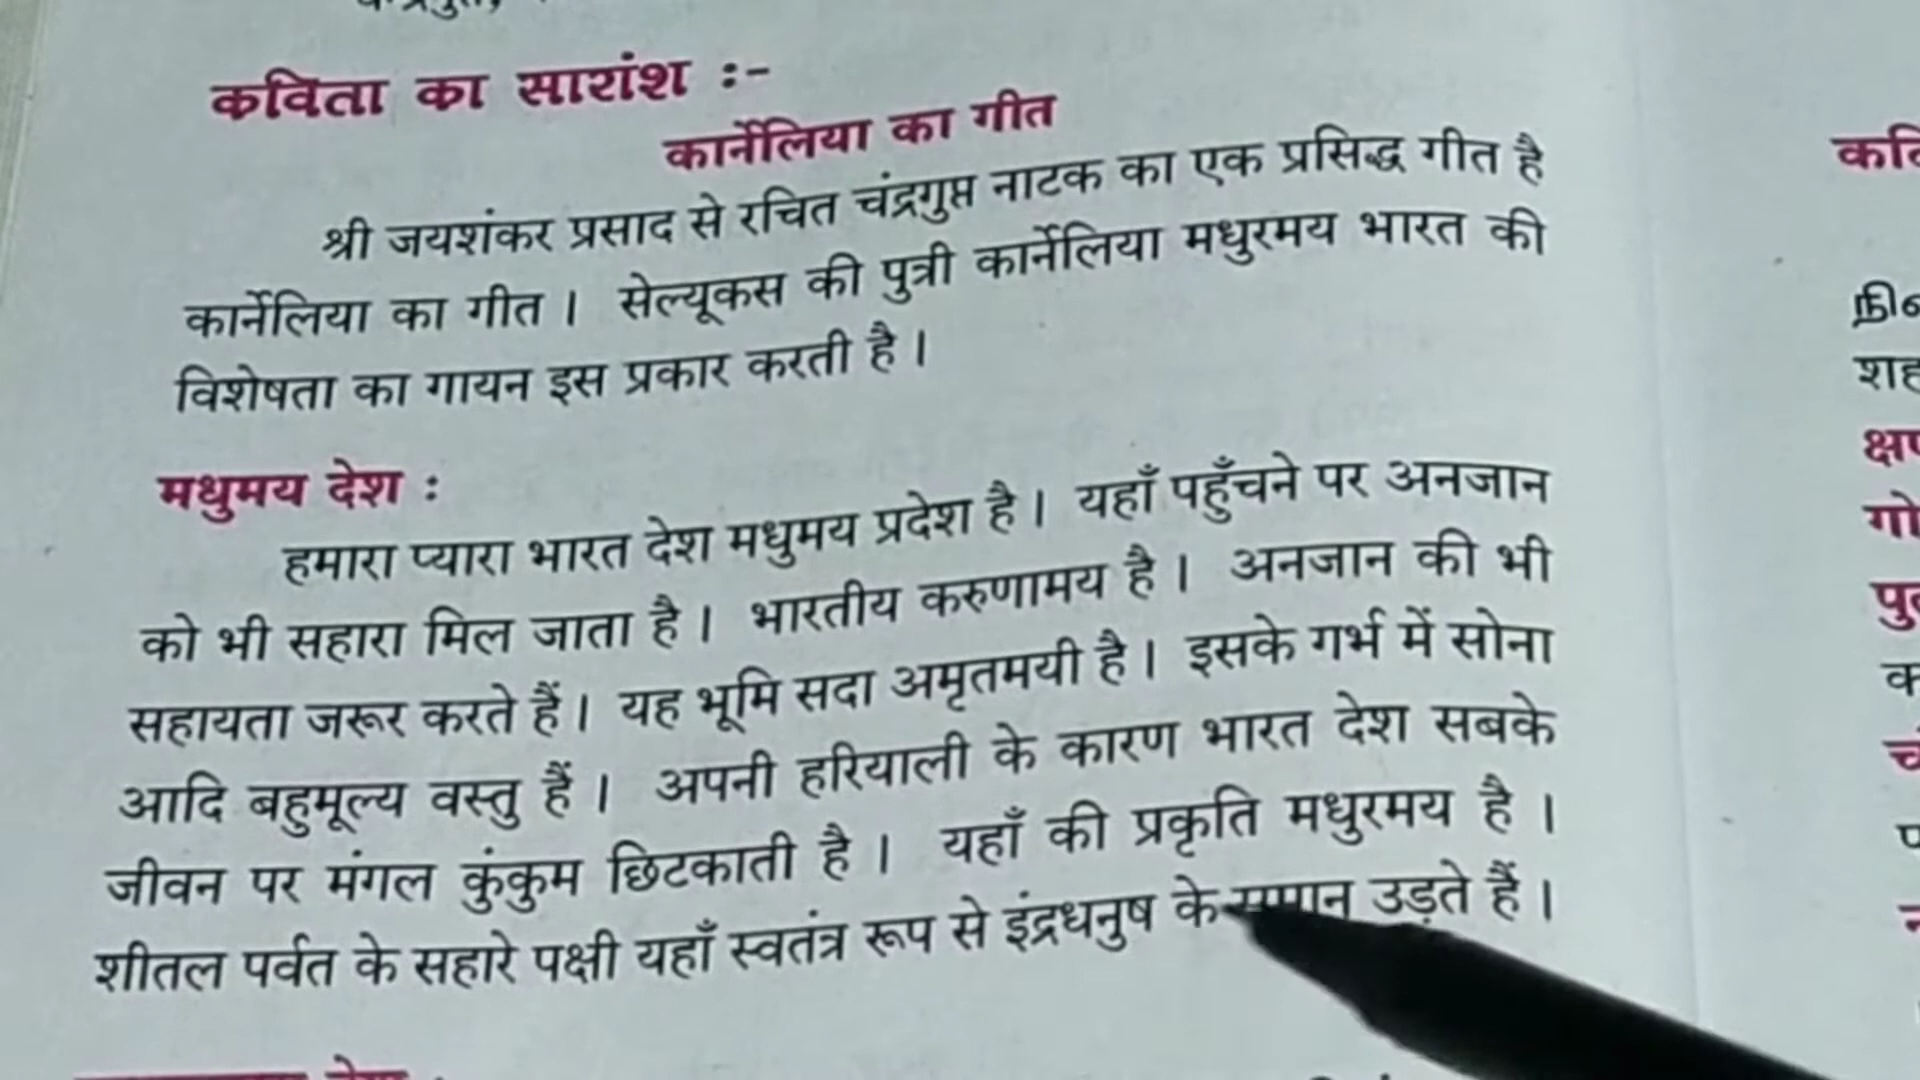 कविता का सारांश :-
कार्नेलिया का गीत
श्री जयशंकर प्रसाद से रचित चंद्रगुप्त नाटक का एक प्रसिद्ध गीत है
कार्नेलिया का गीत । सेल्यूकस की पुत्री कार्नेलिया मधुरमय भारत की
विशेषता का गायन इस प्रकार करती है ।
मधुमय देश :
हमारा प्यारा भारत देश मधुमय प्रदेश है । यहाँ पहुँचने पर अनजान
को भी सहारा मिल जाता है । भारतीय करुणामय है । अनजान की भी
सहायता जरूर करते हैं । यह भूमि सदा अमृतमयी है । इसके गर्भ में सोना
आदि बहुमूल्य वस्तु हैं । अपनी हरियाली के कारण भारत देश सबके
जीवन पर मंगल कुंकुम छिटकाती है । यहाँ की प्रकृति मधुरमय है ।
शीतल पर्वत के सहारे पक्षी यहाँ स्वतंत्र रूप से इंद्रधनुष के समान उड़ते हैं ।